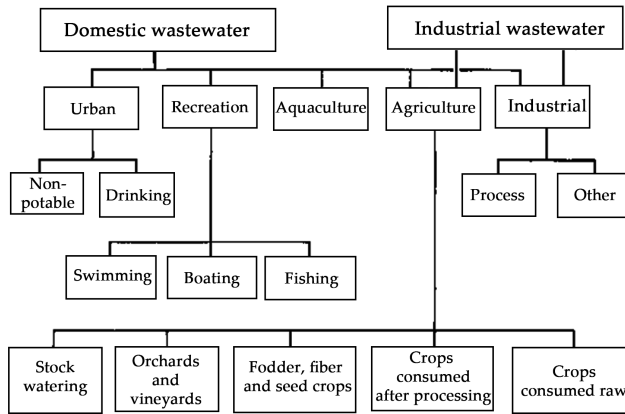 Domestic wastewater
Industrial wastewater
Urban
Recreation
Aquaculture
Agriculture
Industrial
Non-
potable
Drinking
Process
Other
Swimming
Boating
Fishing
Stock
watering
Orchards
and
vineyards
Fodder, fiber
and seed crops
Crops
consumed
after processing
Crops
consumed raw